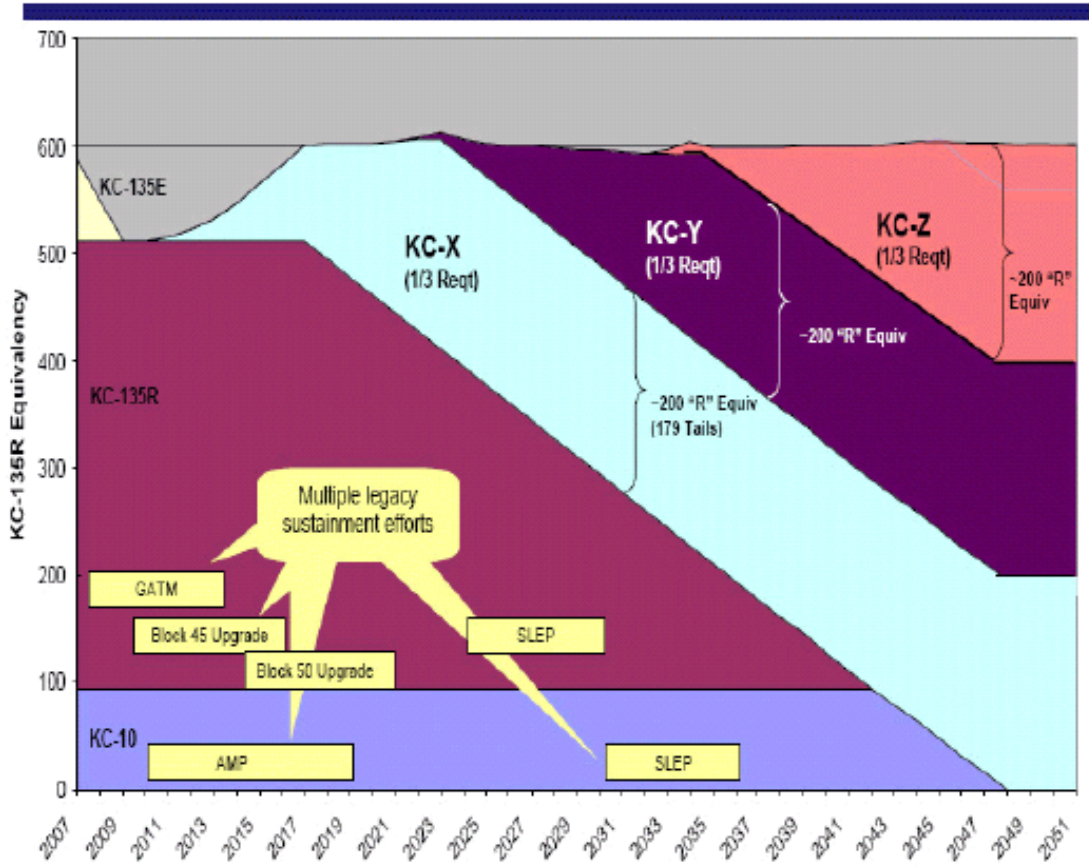 700
600
500
400
300
200
100
0
KC-135R Equivalency
KC-135E
KC-X
(1/3 Reqt)
KC-Y
(1/3 Reqt)
KC-Z
(1/3 Reqt)
~200 "R"
Equiv
~200 "R" Equiv
~200 "R" Equiv
(179 Tails)
KC-135R
Multiple legacy
sustainment efforts
GATM
Block 45 Upgrade
SLEP
Block 50 Upgrade
KC-10
AMP
SLEP
2007
2009
2011
2013
2015
2017
2019
2021
2023
2025
2027
2029
2031
2033
2035
2037
2039
2041
2043
2045
2047
2049
2051